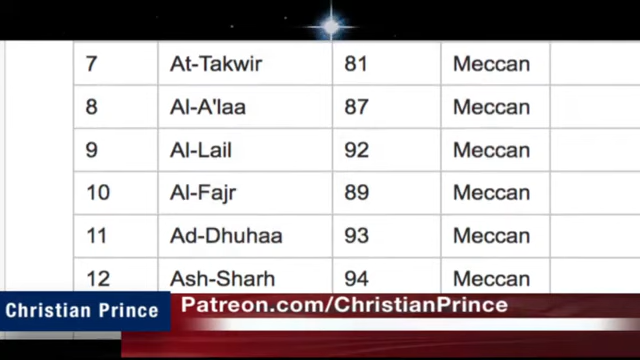 7 At-Takwir 81 Meccan
8 Al-A'laa 87 Meccan
9 Al-Lail 92 Meccan
10 Al-Fajr 89 Meccan
11 Ad-Dhuhaa 93 Meccan
12 Ash-Sharh 94 Meccan
Christian Prince
Patreon.com/ChristianPrince